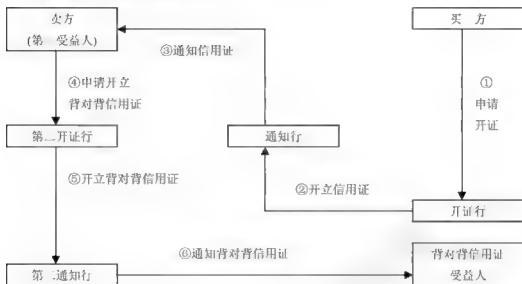 卖方
买 方
(第一受益人)
③通知信用证
①
申请
开证
④申请开立
背对背信用证
第二开证行
通知行
⑤开立背对背信用证
②开立信用证
开证行
⑥通知背对背信用证
背对背信用证
受益人
第二通知行